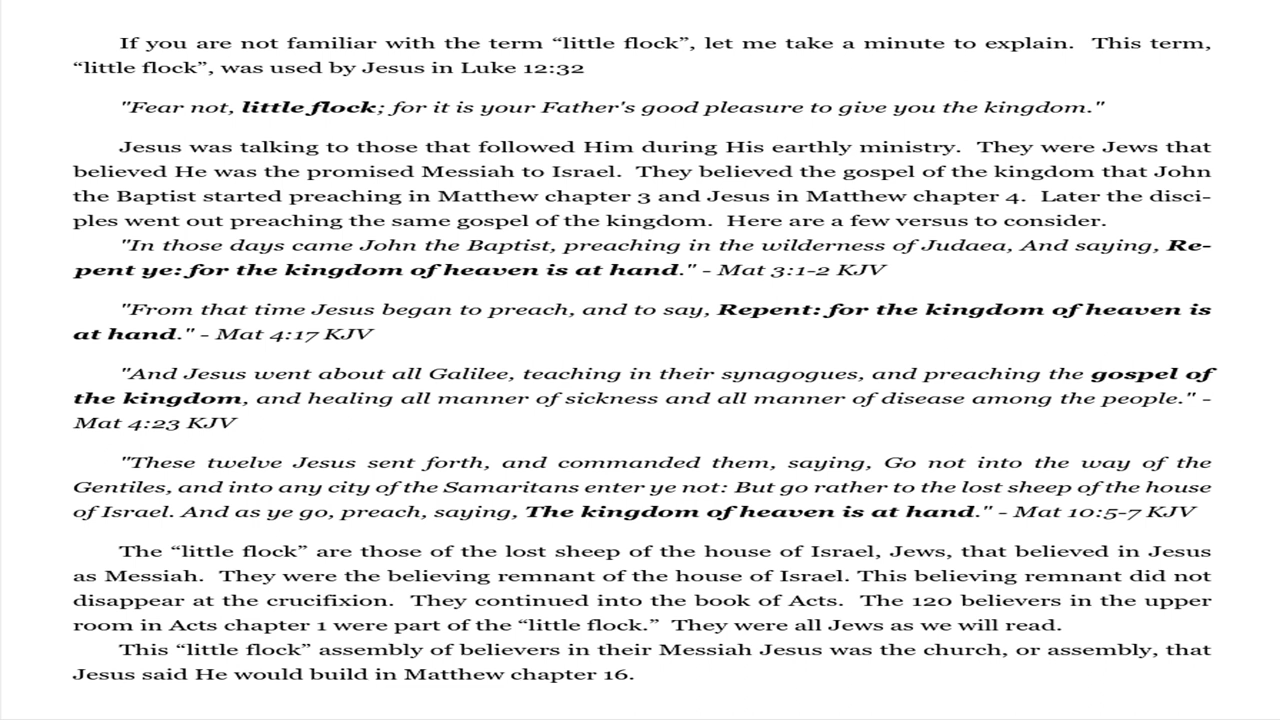 If you are not familiar with the term “little flock”, let me take a minute to explain.  This term,
“little flock”, was used by Jesus in Luke 12:32
"Fear not, little flock; for it is your Father's good pleasure to give you the kingdom."
Jesus was talking to those that followed Him during His earthly ministry.  They were Jews that
believed He was the promised Messiah to Israel.  They believed the gospel of the kingdom that John
the Baptist started preaching in Matthew chapter 3 and Jesus in Matthew chapter 4.  Later the disci-
ples went out preaching the same gospel of the kingdom.  Here are a few versus to consider.
"In those days came John the Baptist, preaching in the wilderness of Judaea, And saying, Re-
pent ye: for the kingdom of heaven is at hand." - Mat 3:1-2 KJV
"From that time Jesus began to preach, and to say, Repent: for the kingdom of heaven is
at hand." - Mat 4:17 KJV
"And Jesus went about all Galilee, teaching in their synagogues, and preaching the gospel of
the kingdom, and healing all manner of sickness and all manner of disease among the people." -
Mat 4:23 KJV
"These twelve Jesus sent forth, and commanded them, saying, Go not into the way of the
Gentiles, and into any city of the Samaritans enter ye not: But go rather to the lost sheep of the house
of Israel. And as ye go, preach, saying, The kingdom of heaven is at hand." - Mat 10:5-7 KJV
The “little flock” are those of the lost sheep of the house of Israel, Jews, that believed in Jesus
as Messiah.  They were the believing remnant of the house of Israel. This believing remnant did not
disappear at the crucifixion.  They continued into the book of Acts.  The 120 believers in the upper
room in Acts chapter 1 were part of the “little flock.”  They were all Jews as we will read.
This “little flock” assembly of believers in their Messiah Jesus was the church, or assembly, that
Jesus said He would build in Matthew chapter 16.